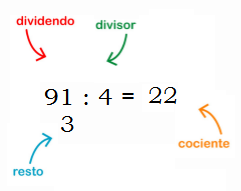 dividendo
divisor
91 : 4 = 22
3
resto
cociente